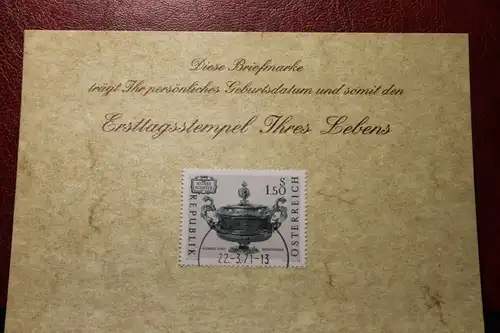 Diese Briefmarke
trägt Ihr persönliches Geburtsdatum und somit den
Ersttagsstempel Ihres Lebens
S
1.50
REPUBLIK
ÖSTERREICH
22.-3.71-13